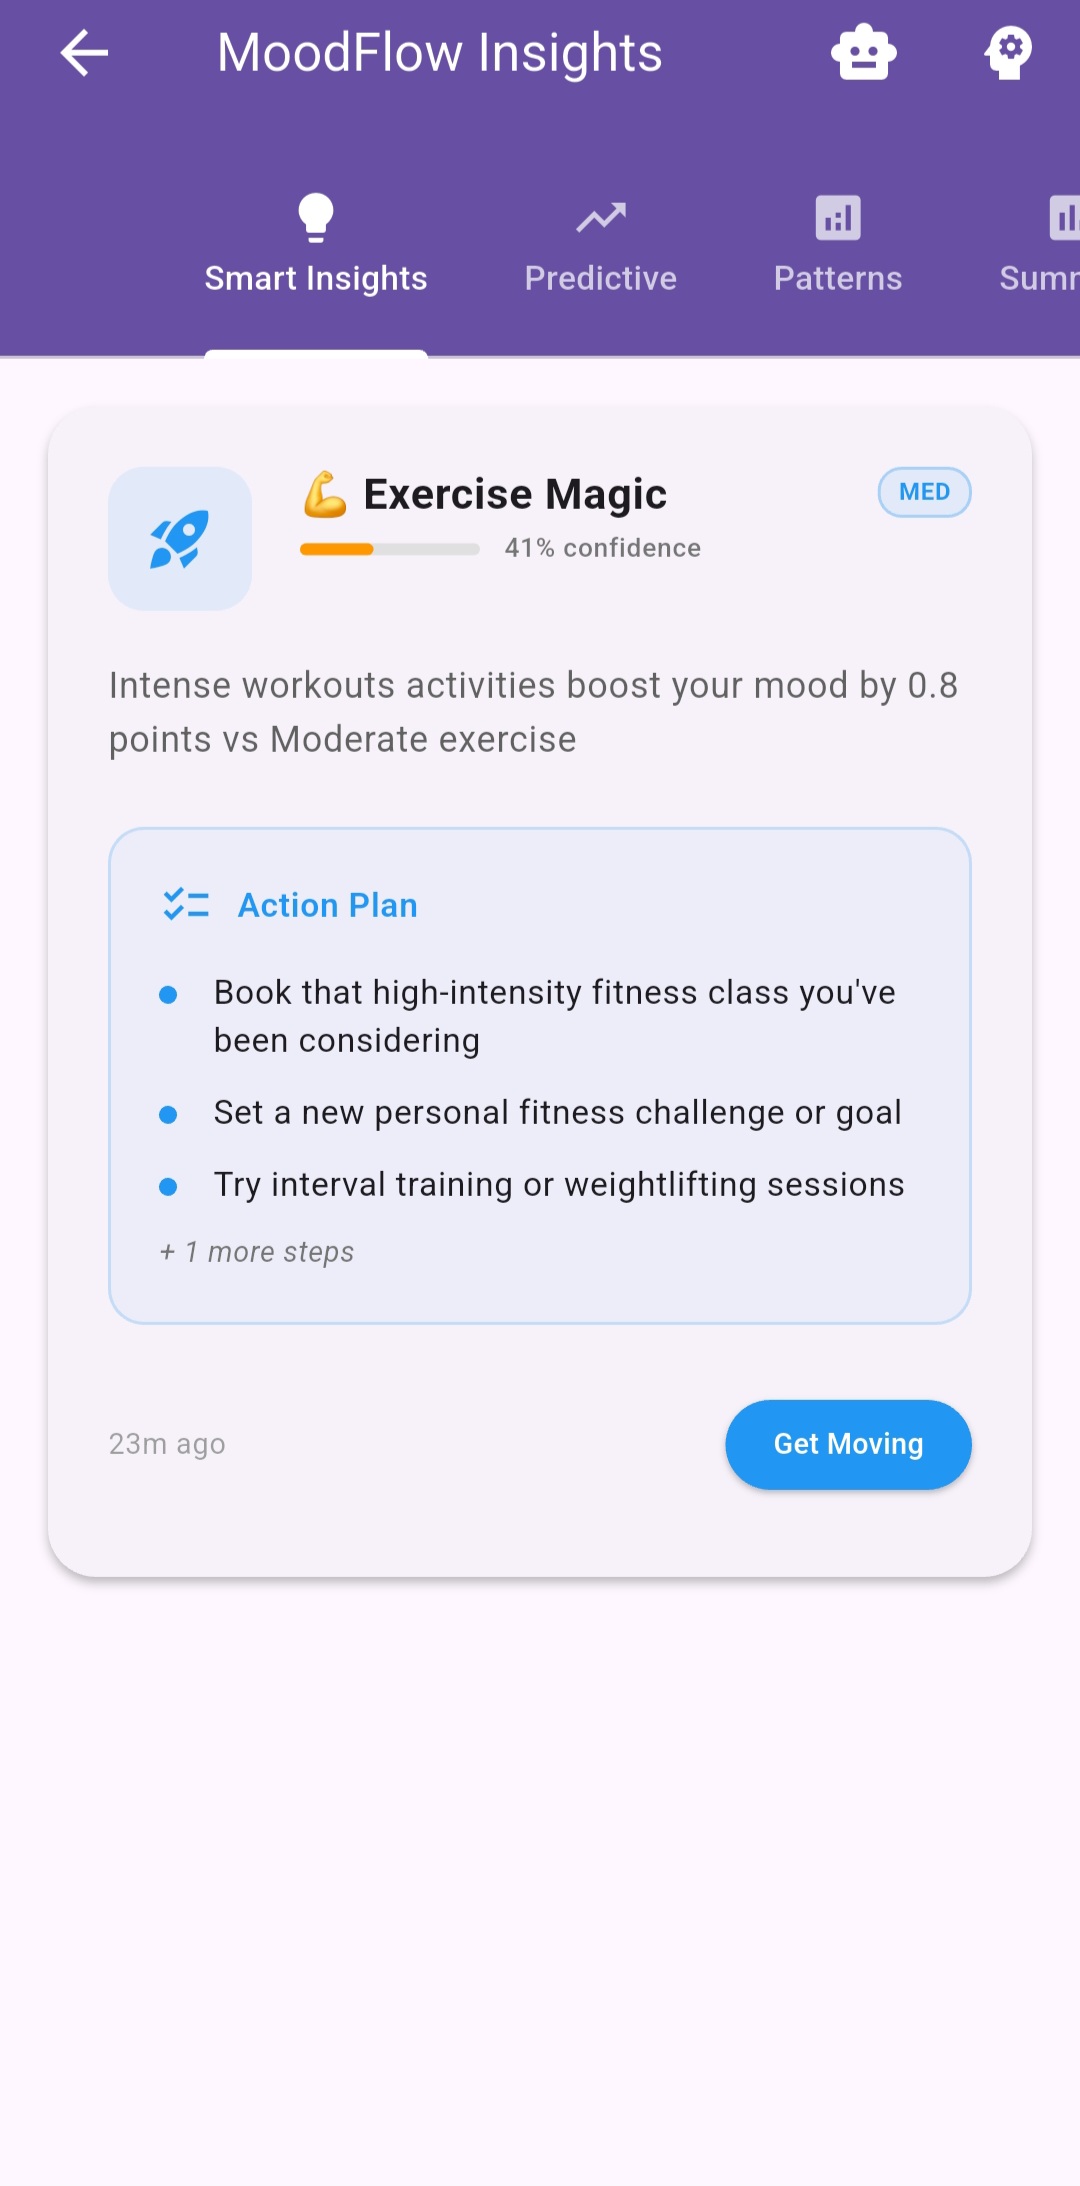 MoodFlow Insights
Smart Insights
Predictive
Patterns
Summ
💪 Exercise Magic
MED
41% confidence
Intense workouts activities boost your mood by 0.8
points vs Moderate exercise
Action Plan
Book that high-intensity fitness class you've
been considering
Set a new personal fitness challenge or goal
Try interval training or weightlifting sessions
+ 1 more steps
23m ago
Get Moving